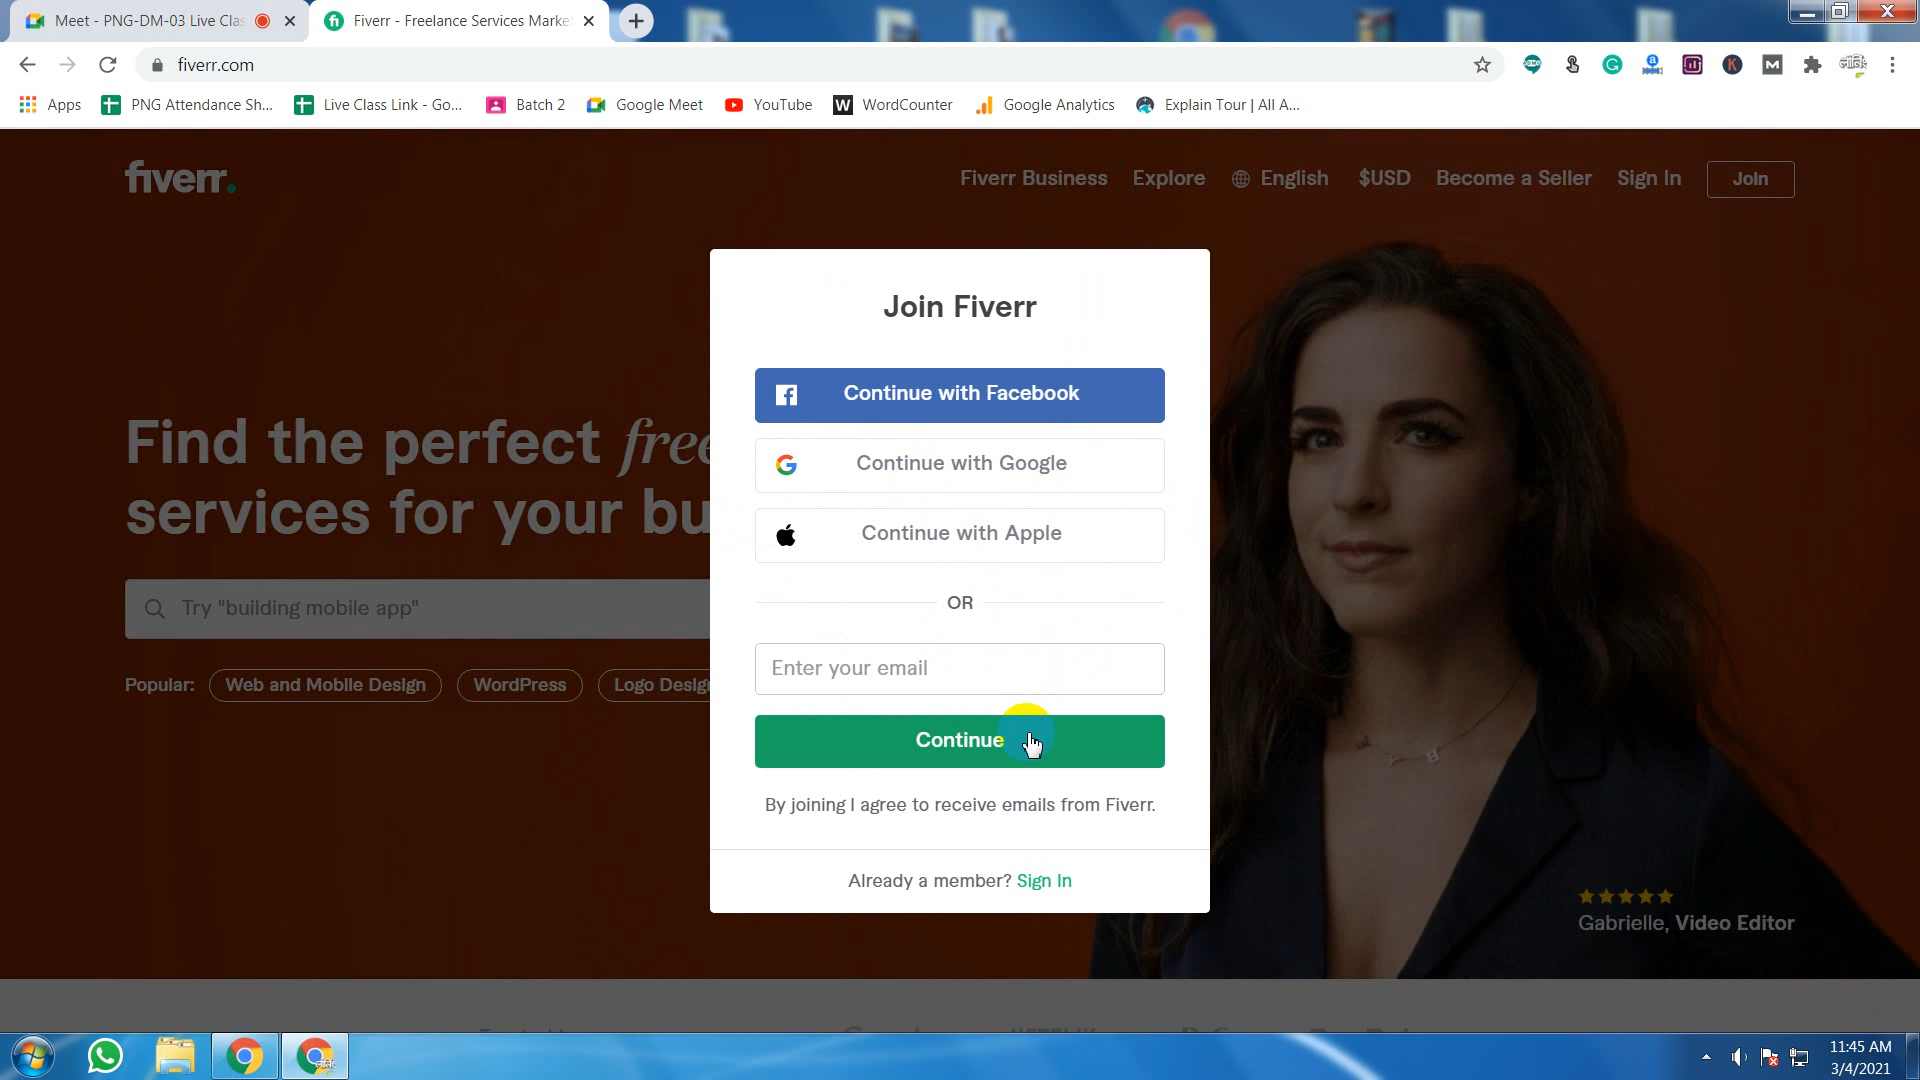 Meet - PNG-DM-03 Live Clas
Fiverr - Freelance Services Marke
fiverr.com
Apps
PNG Attendance Sh...
Live Class Link - Go...
Batch 2
Google Meet
YouTube
WordCounter
Google Analytics
Explain Tour | All A...
fiverr.
Fiverr Business
Explore
English
$USD
Become a Seller
Sign In
Join
Join Fiverr
Continue with Facebook
Continue with Google
Continue with Apple
OR
Enter your email
Continue
By joining I agree to receive emails from Fiverr.
Already a member? Sign In
Find the perfect free
services for your bu
Try "building mobile app"
Popular:
Web and Mobile Design
WordPress
Logo Design
Gabrielle, Video Editor
11:45 AM
3/4/2021